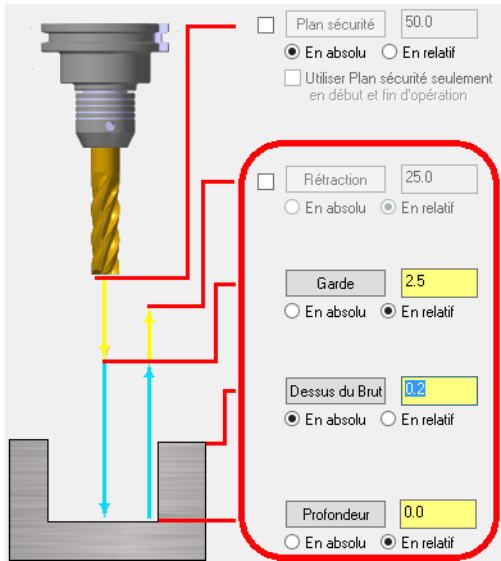 Plan sécurité 50.0
En absolu En relatif
Utiliser Plan sécurité seulement
en début et fin d'opération
Rétraction 25.0
En absolu En relatif
Garde 2.5
En absolu En relatif
Dessus du Brut 0.2
En absolu En relatif
Profondeur 0.0
En absolu En relatif